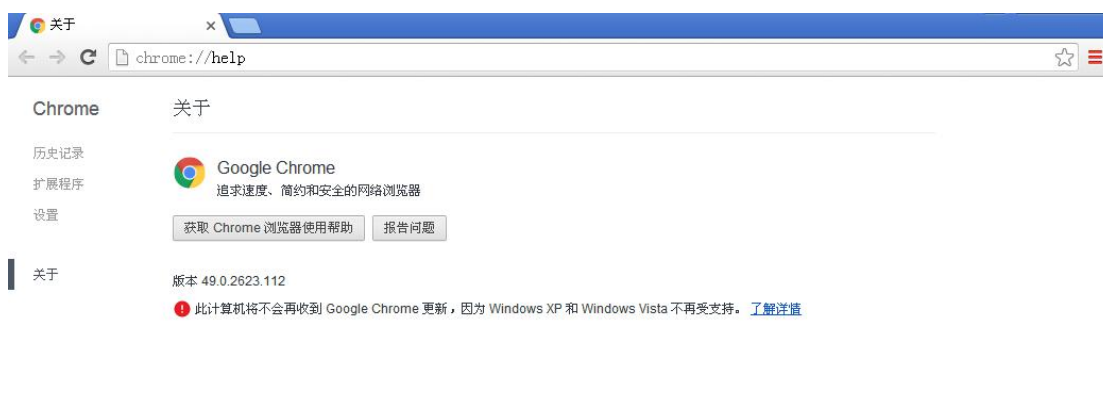 关于
chrome://help
Chrome
关于
历史记录
扩展程序
设置
关于
Google Chrome
追求速度、简约和安全的网络浏览器
获取 Chrome 浏览器使用帮助
报告问题
版本 49.0.2623.112
此计算机将不会再收到 Google Chrome 更新，因为 Windows XP 和 Windows Vista 不再受支持。 了解详情